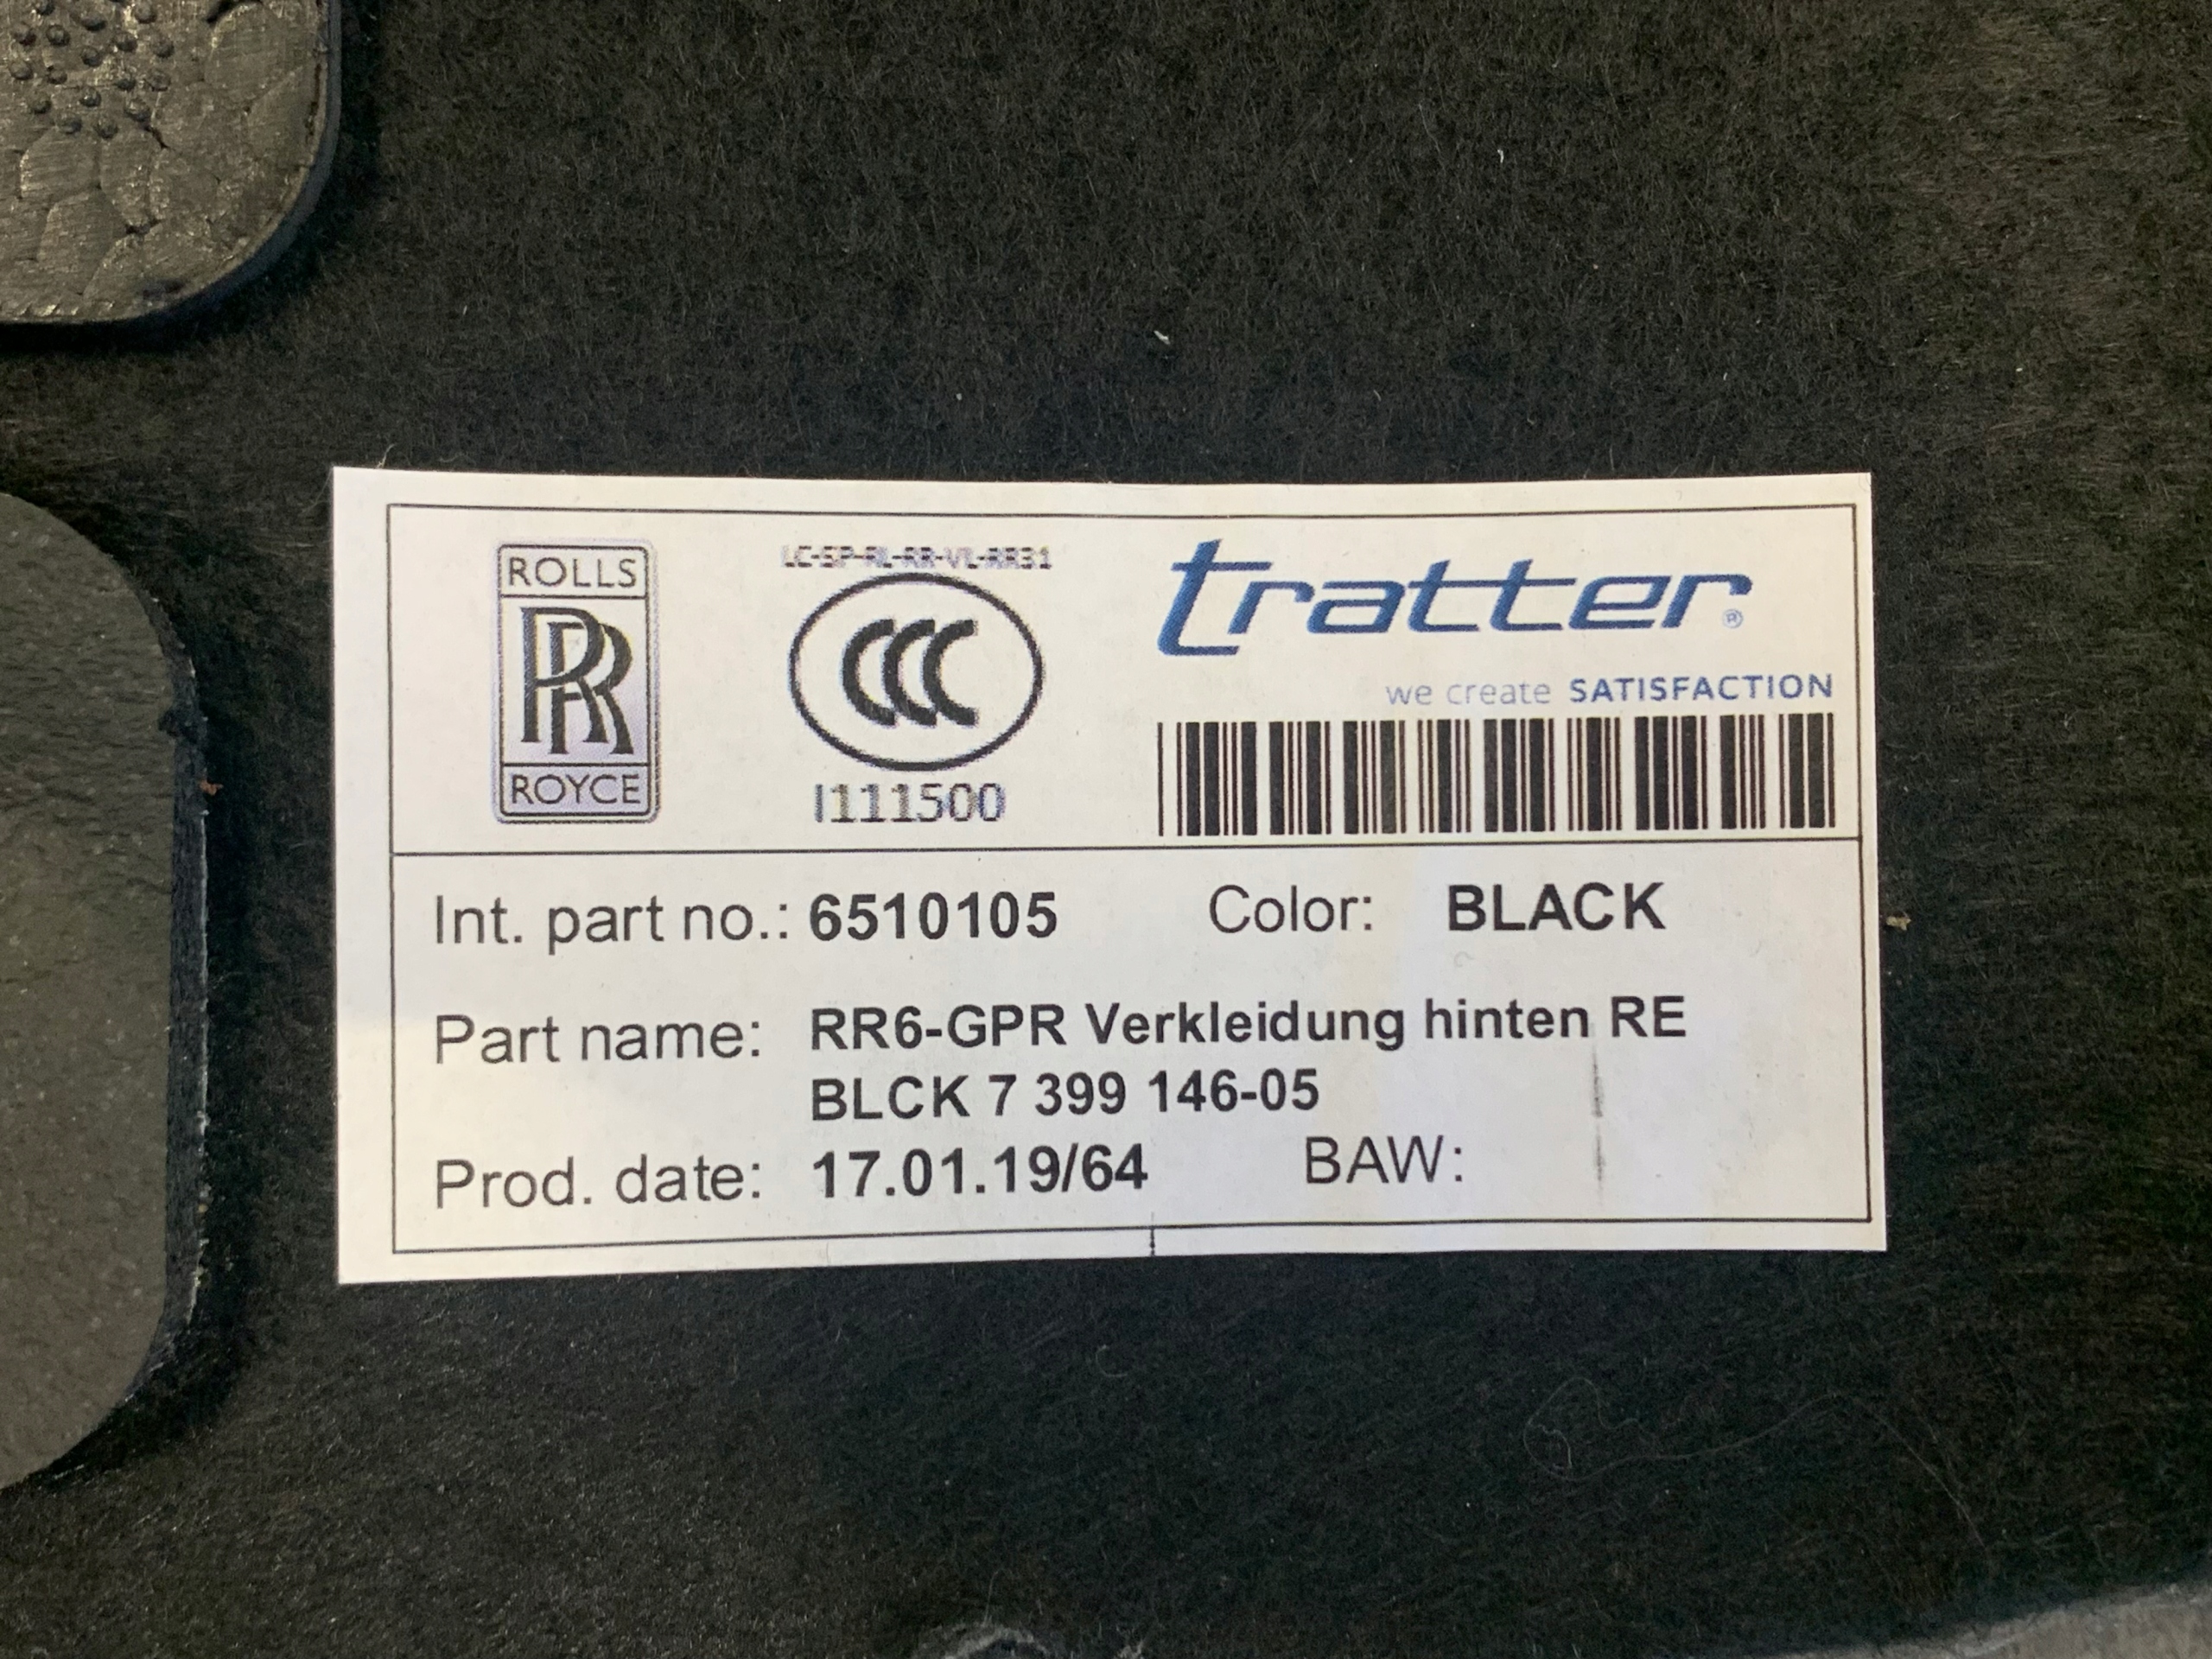 ROLLS
RR
ROYCE
LC-SP-RL-RR-VL-RR31
CCC
I111500
tratter®
we create SATISFACTION
Int. part no.: 6510105 Color: BLACK
Part name: RR6-GPR Verkleidung hinten RE
BLCK 7 399 146-05
Prod. date: 17.01.19/64 BAW: